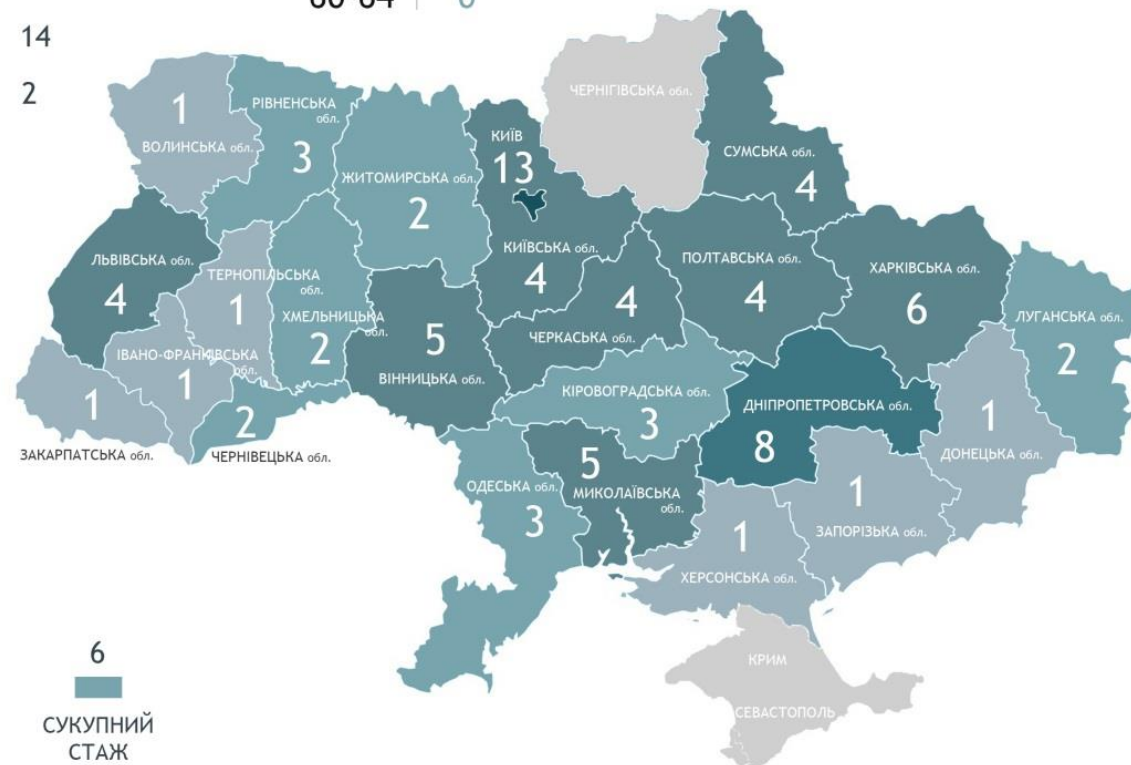 60-64 6
14
2
ЧЕРНІГІВСЬКА обл.
1
ВОЛИНСЬКА обл.
РІВНЕНСЬКА
обл.
3
ЖИТОМИРСЬКА обл.
2
КИЇВ
13
СУМСЬКА обл.
4
ЛЬВІВСЬКА обл.
4
ТЕРНОПІЛЬСЬКА
обл.
1
ХМЕЛЬНИЦЬКА
обл.
2
КИЇВСЬКА обл.
4
ПОЛТАВСЬКА обл.
4
ХАРКІВСЬКА обл.
6
ЛУГАНСЬКА обл.
2
4
ЧЕРКАСЬКА обл.
5
ВІННИЦЬКА обл.
ІВАНО-ФРАНКІВСЬКА
обл.
1
1
ЗАКАРПАТСЬКА обл.
2
ЧЕРНІВЕЦЬКА обл.
КІРОВОГРАДСЬКА обл.
3
ДНІПРОПЕТРОВСЬКА обл.
8
1
ДОНЕЦЬКА обл.
ОДЕСЬКА обл.
3
5
МИКОЛАЇВСЬКА
обл.
1
ЗАПОРІЗЬКА обл.
1
ХЕРСОНСЬКА обл.
КРИМ
СЕВАСТОПОЛЬ
6
СУКУПНИЙ
СТАЖ